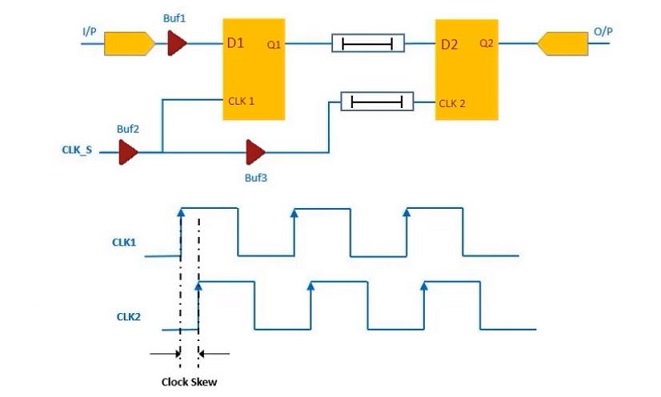 Buf1
I/P
O/P
D1
Q1
D2
Q2
CLK 1
CLK 2
Buf2
CLK_S
Buf3
CLK1
CLK2
Clock Skew